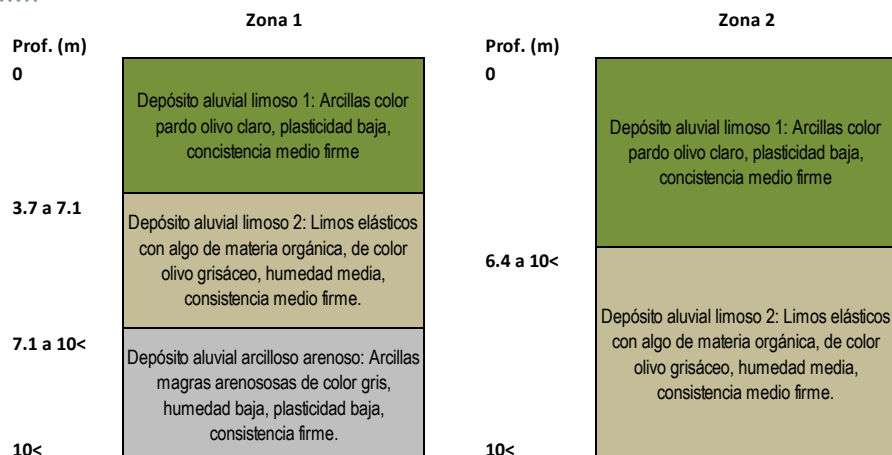 Zona 1
Prof. (m)
0
Depósito aluvial limoso 1: Arcillas color
pardo olivo claro, plasticidad baja,
concistencia medio firme
3.7 a 7.1
Depósito aluvial limoso 2: Limos elásticos
con algo de materia orgánica, de color
olivo grisáceo, humedad media,
consistencia medio firme.
7.1 a 10<
Depósito aluvial arcilloso arenoso: Arcillas
magras arenososas de color gris,
humedad baja, plasticidad baja,
consistencia firme.
10<
Zona 2
Prof. (m)
0
Depósito aluvial limoso 1: Arcillas color
pardo olivo claro, plasticidad baja,
concistencia medio firme
6.4 a 10<
Depósito aluvial limoso 2: Limos elásticos
con algo de materia orgánica, de color
olivo grisáceo, humedad media,
consistencia medio firme.
10<